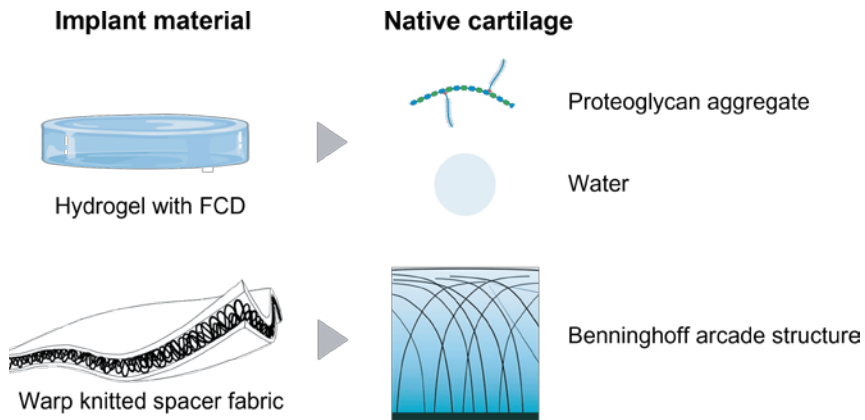 Implant material
Native cartilage
Proteoglycan aggregate
Water
Hydrogel with FCD
Benninghoff arcade structure
Warp knitted spacer fabric